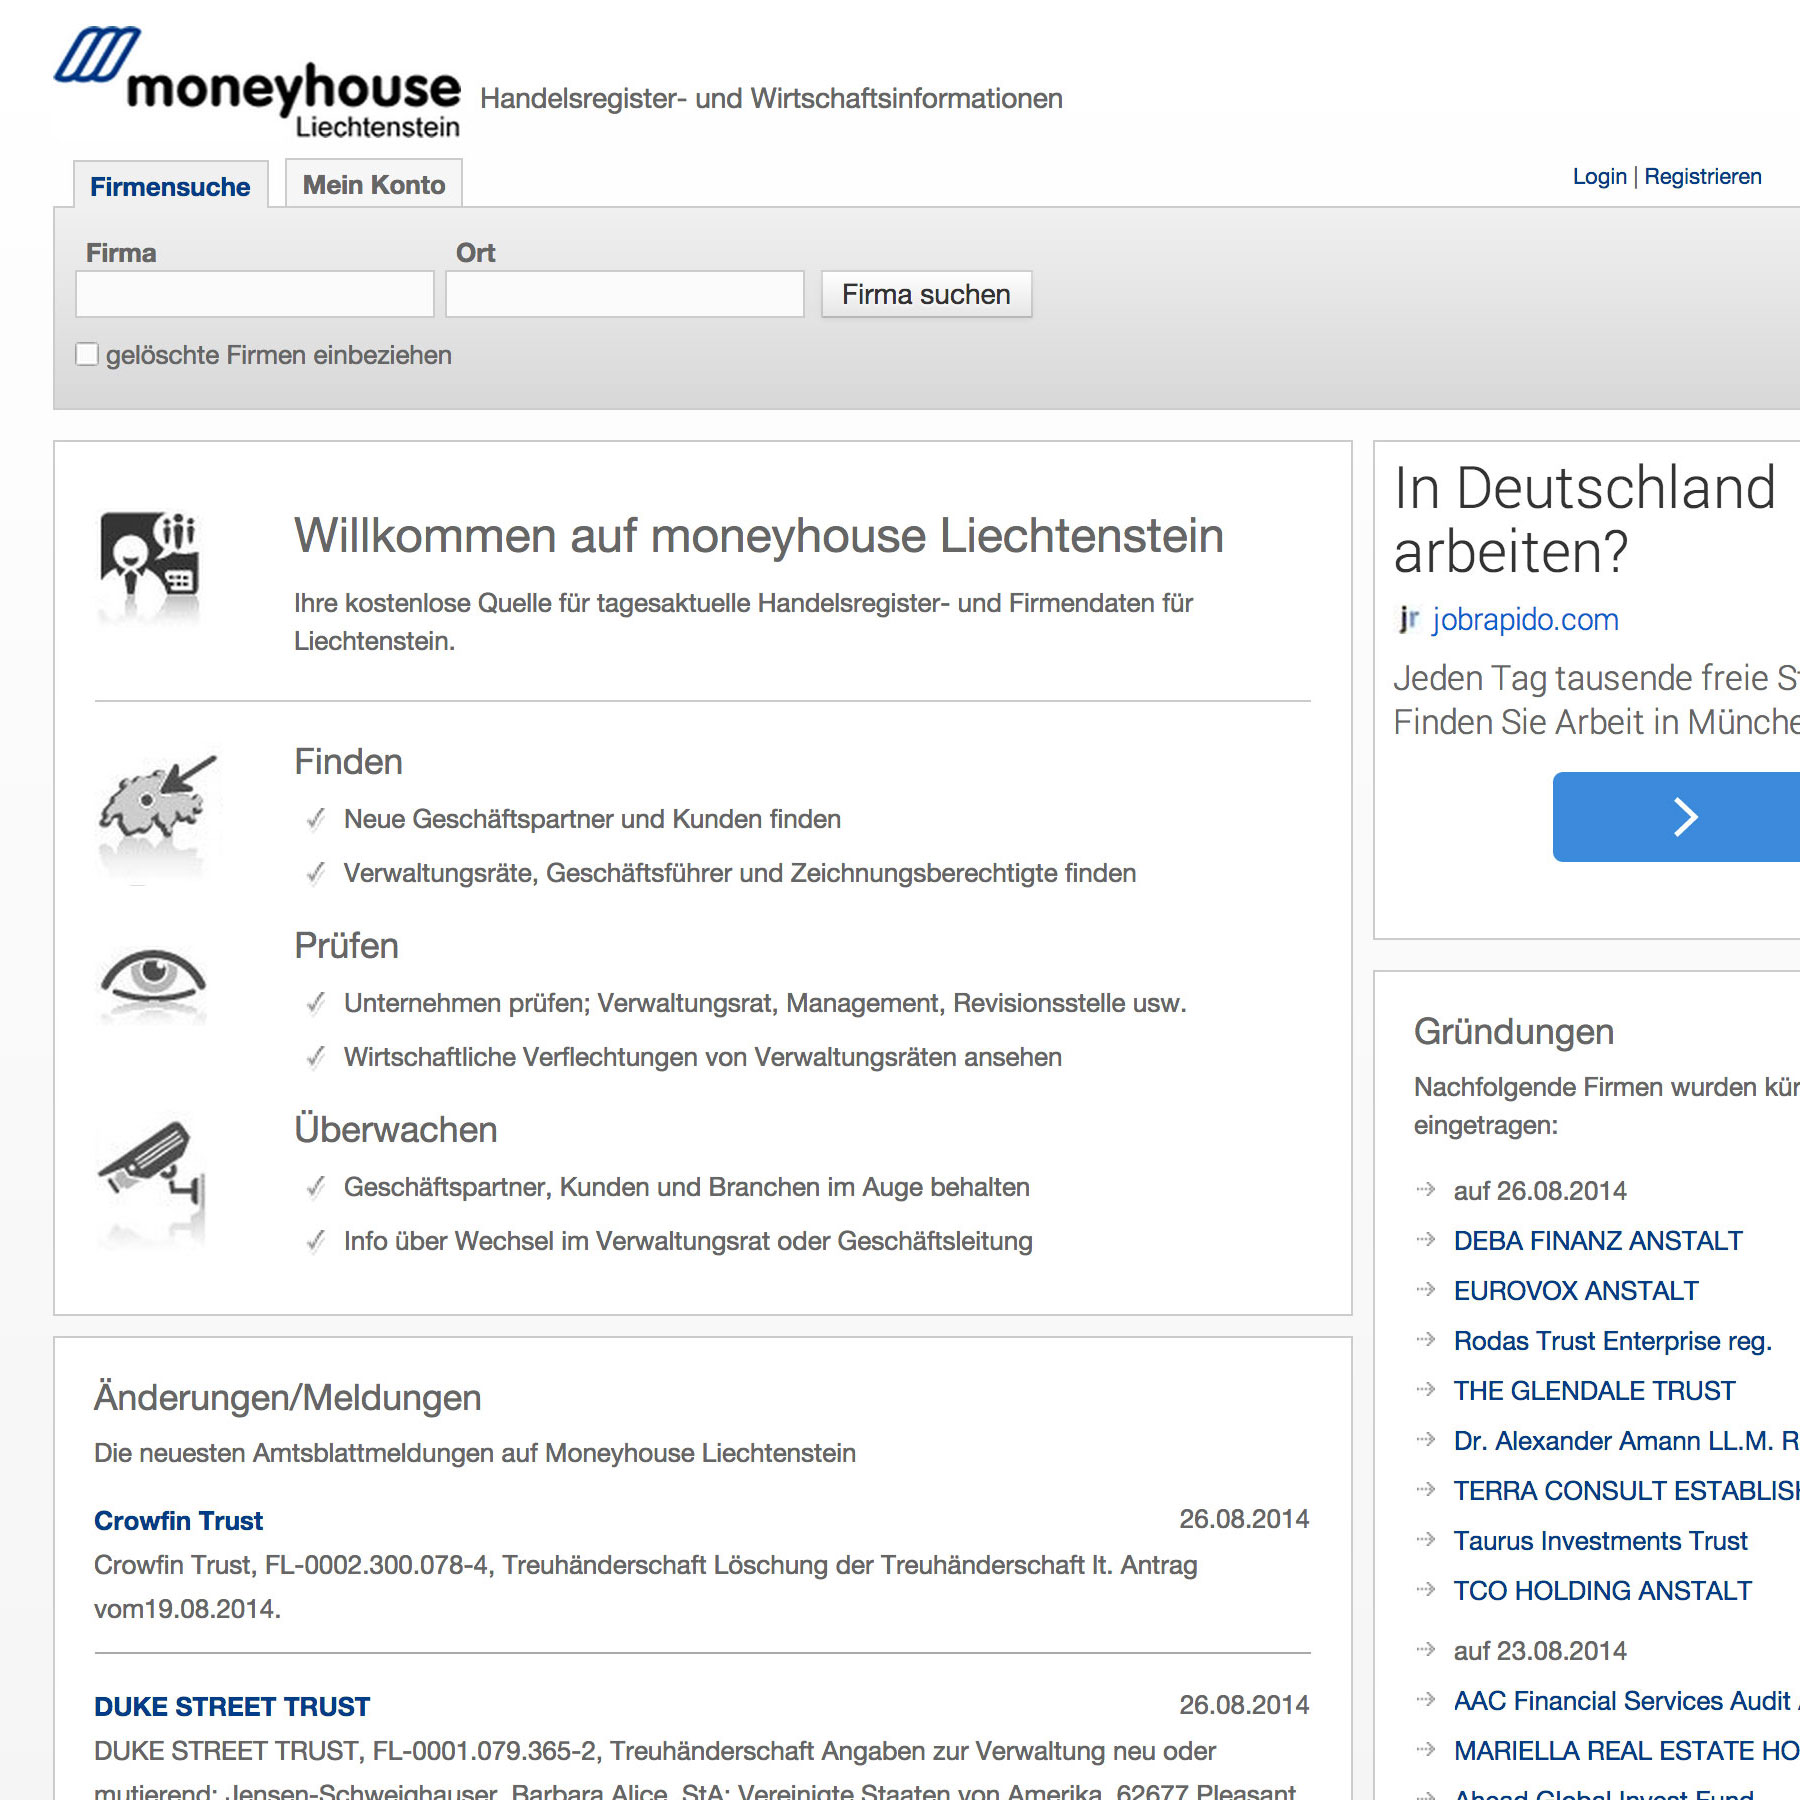 moneyhouse
Liechtenstein
Handelsregister- und Wirtschaftsinformationen
Firmensuche
Mein Konto
Login | Registrieren
Firma
Ort
Firma suchen
gelöschte Firmen einbeziehen
Willkommen auf moneyhouse Liechtenstein
Ihre kostenlose Quelle für tagesaktuelle Handelsregister- und Firmendaten für
Liechtenstein.
Finden
Neue Geschäftspartner und Kunden finden
Verwaltungsräte, Geschäftsführer und Zeichnungsberechtigte finden
Prüfen
Unternehmen prüfen; Verwaltungsrat, Management, Revisionsstelle usw.
Wirtschaftliche Verflechtungen von Verwaltungsräten ansehen
Überwachen
Geschäftspartner, Kunden und Branchen im Auge behalten
Info über Wechsel im Verwaltungsrat oder Geschäftsleitung
Änderungen/Meldungen
Die neuesten Amtsblattmeldungen auf Moneyhouse Liechtenstein
Crowfin Trust
26.08.2014
Crowfin Trust, FL-0002.300.078-4, Treuhänderschaft Löschung der Treuhänderschaft lt. Antrag
vom19.08.2014.
DUKE STREET TRUST
26.08.2014
DUKE STREET TRUST, FL-0001.079.365-2, Treuhänderschaft Angaben zur Verwaltung neu oder
mutierend: Jensen-Schweighauser, Barbara Alice, StA: Vereinigte Staaten von Amerika, 62677 Pleasant
In Deutschland
arbeiten?
jr jobrapido.com
Jeden Tag tausende freie
Finden Sie Arbeit in Münche
Gründungen
Nachfolgende Firmen wurden kür
eingetragen:
auf 26.08.2014
DEBA FINANZ ANSTALT
EUROVOX ANSTALT
Rodas Trust Enterprise reg.
THE GLENDALE TRUST
Dr. Alexander Amann LL.M. R
TERRA CONSULT ESTABLISH
Taurus Investments Trust
TCO HOLDING ANSTALT
auf 23.08.2014
AAC Financial Services Audit
MARIELLA REAL ESTATE HO
Ahead Global Invest Fund